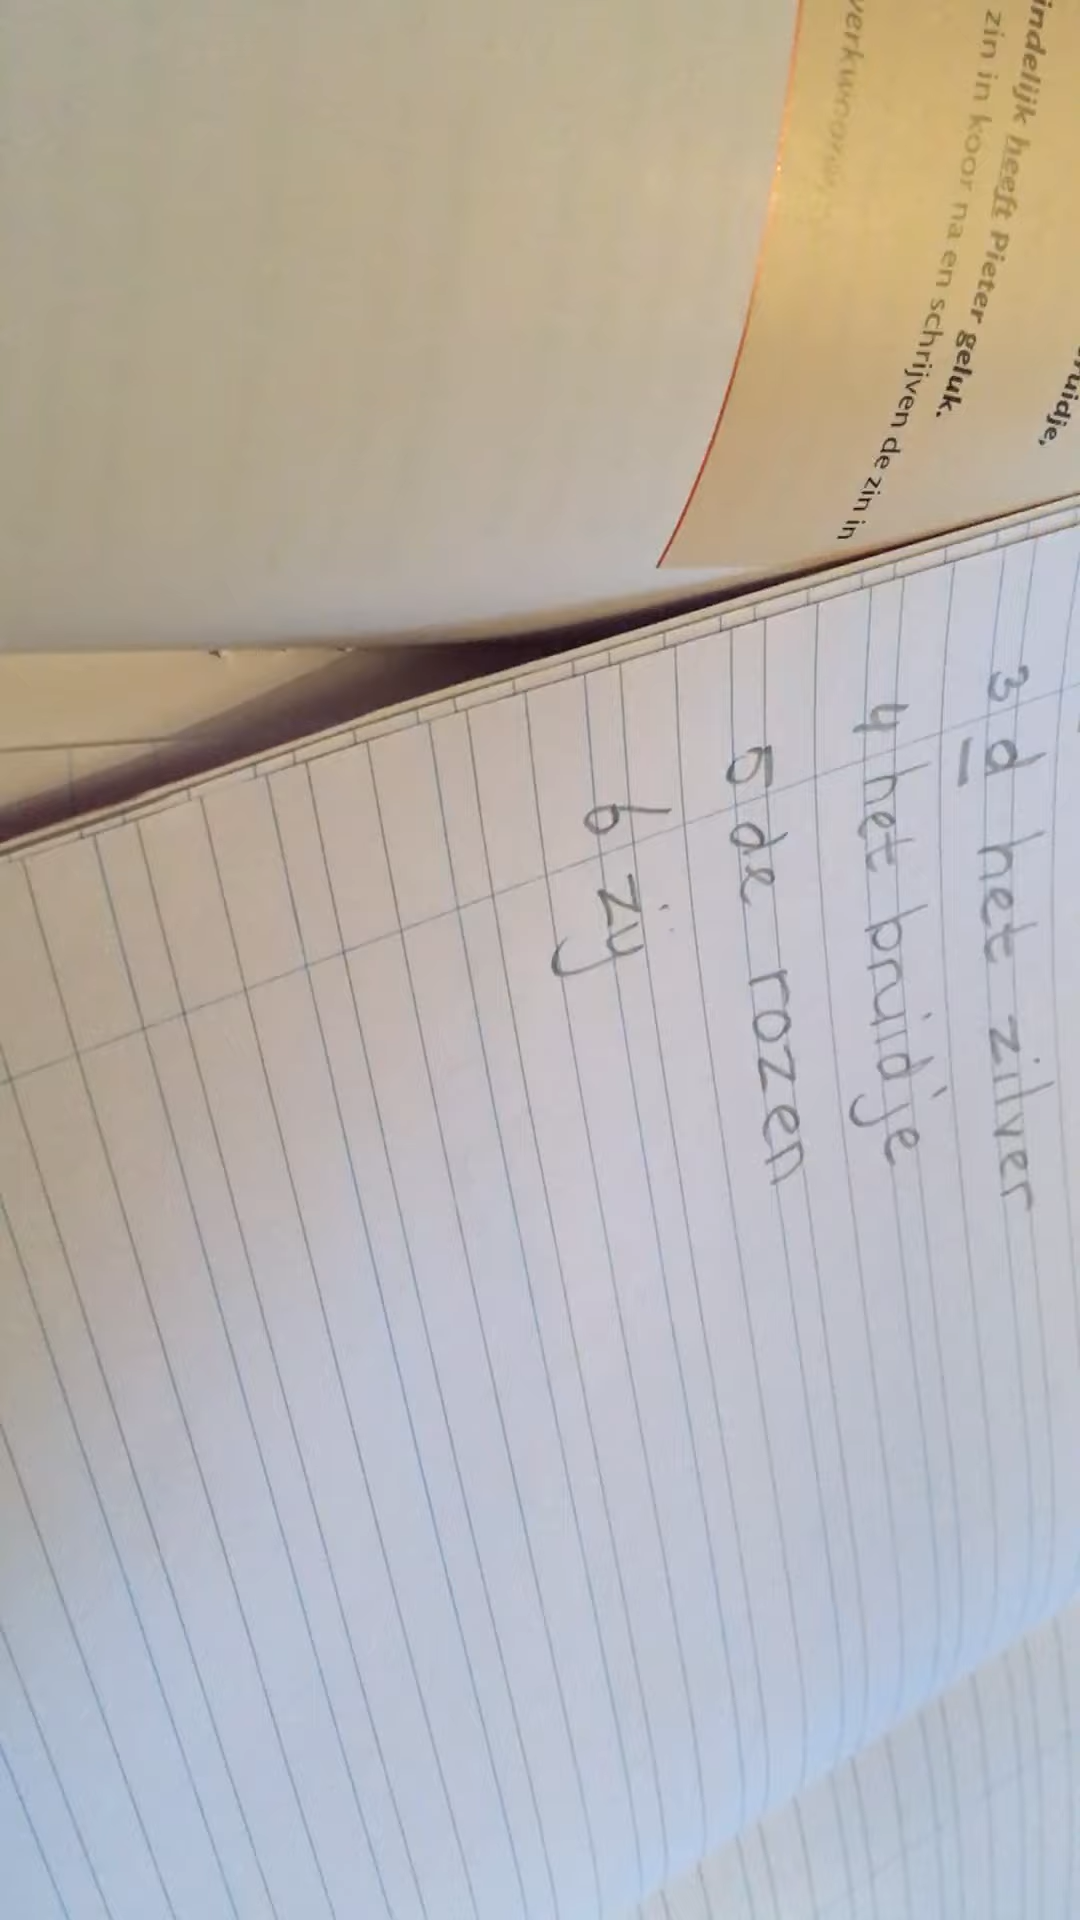 ruidje,
indelijk heeft Pieter geluk.
zin in koor na en schrijven de zin in
3 d het zilver
4 het bruidje
5 de rozen
6 zij